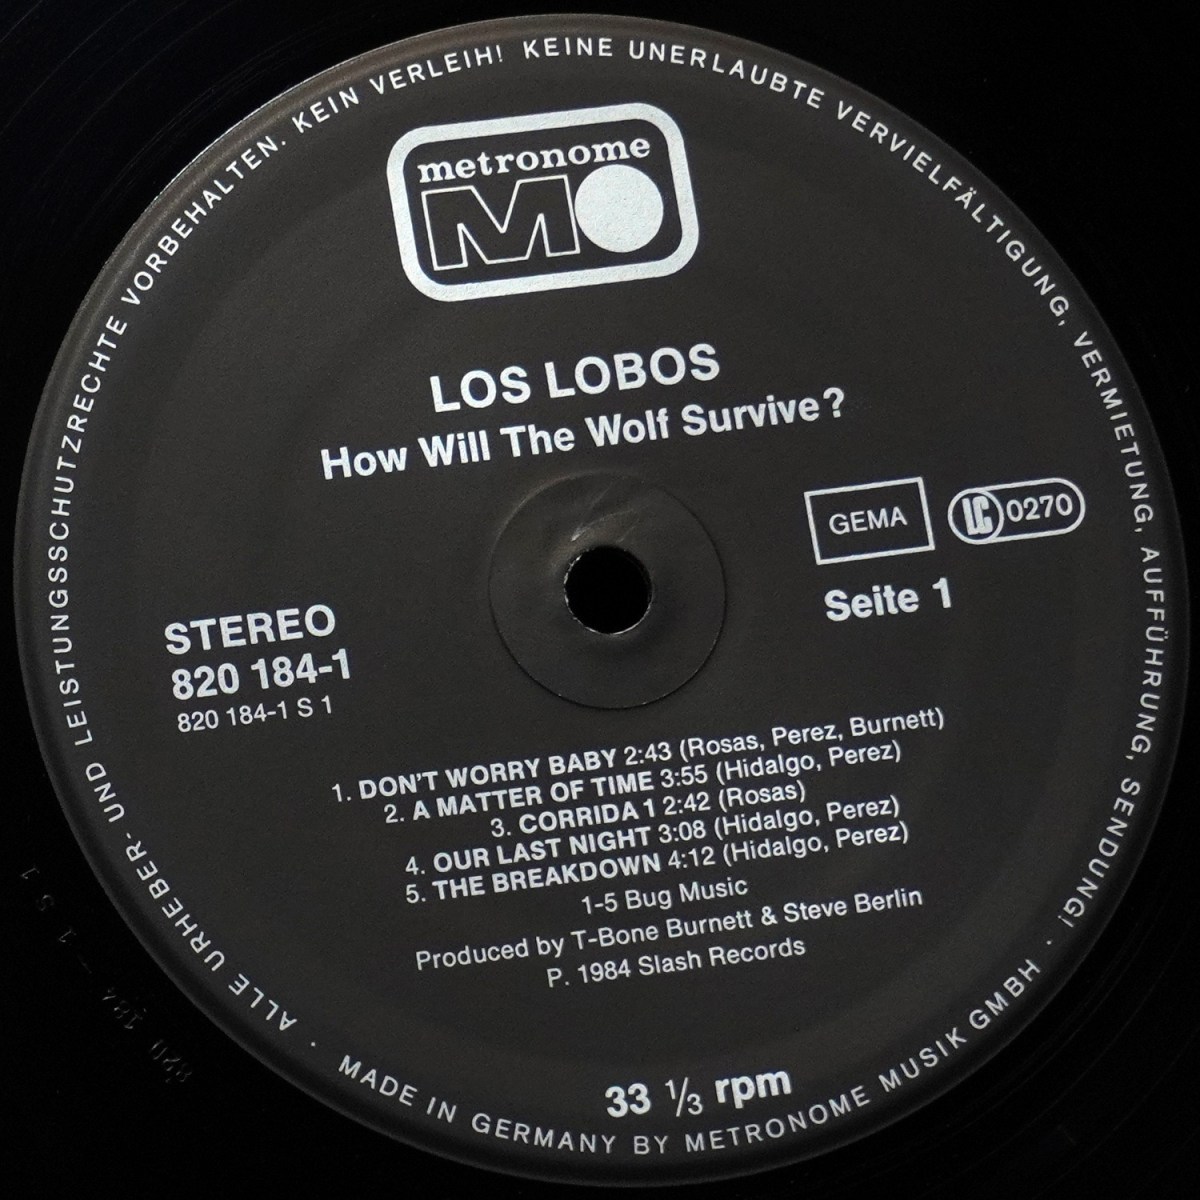 ALLE URHEBER- UND LEISTUNGSSCHUTZRECHTE VORBEHALTEN. KEIN VERLEIH! KEINE UNERLAUBTE VERVIELFÄLTIGUNG, VERMIETUNG, AUFFÜHRUNG, SENDUNG! ·
metronome
MO
LOS LOBOS
How Will The Wolf Survive?
GEMA
LC 0270
Seite 1
STEREO
820 184-1
820 184-1 S 1
1. DON'T WORRY BABY 2:43 (Rosas, Perez, Burnett)
2. A MATTER OF TIME 3:55 (Hidalgo, Perez)
3. CORRIDA 1 2:42 (Rosas)
4. OUR LAST NIGHT 3:08 (Hidalgo, Perez)
5. THE BREAKDOWN 4:12 (Hidalgo, Perez)
1-5 Bug Music
Produced by T-Bone Burnett & Steve Berlin
P. 1984 Slash Records
33 1/3 rpm
· MADE IN GERMANY BY METRONOME MUSIK GMBH
820 184 - 1 S 1